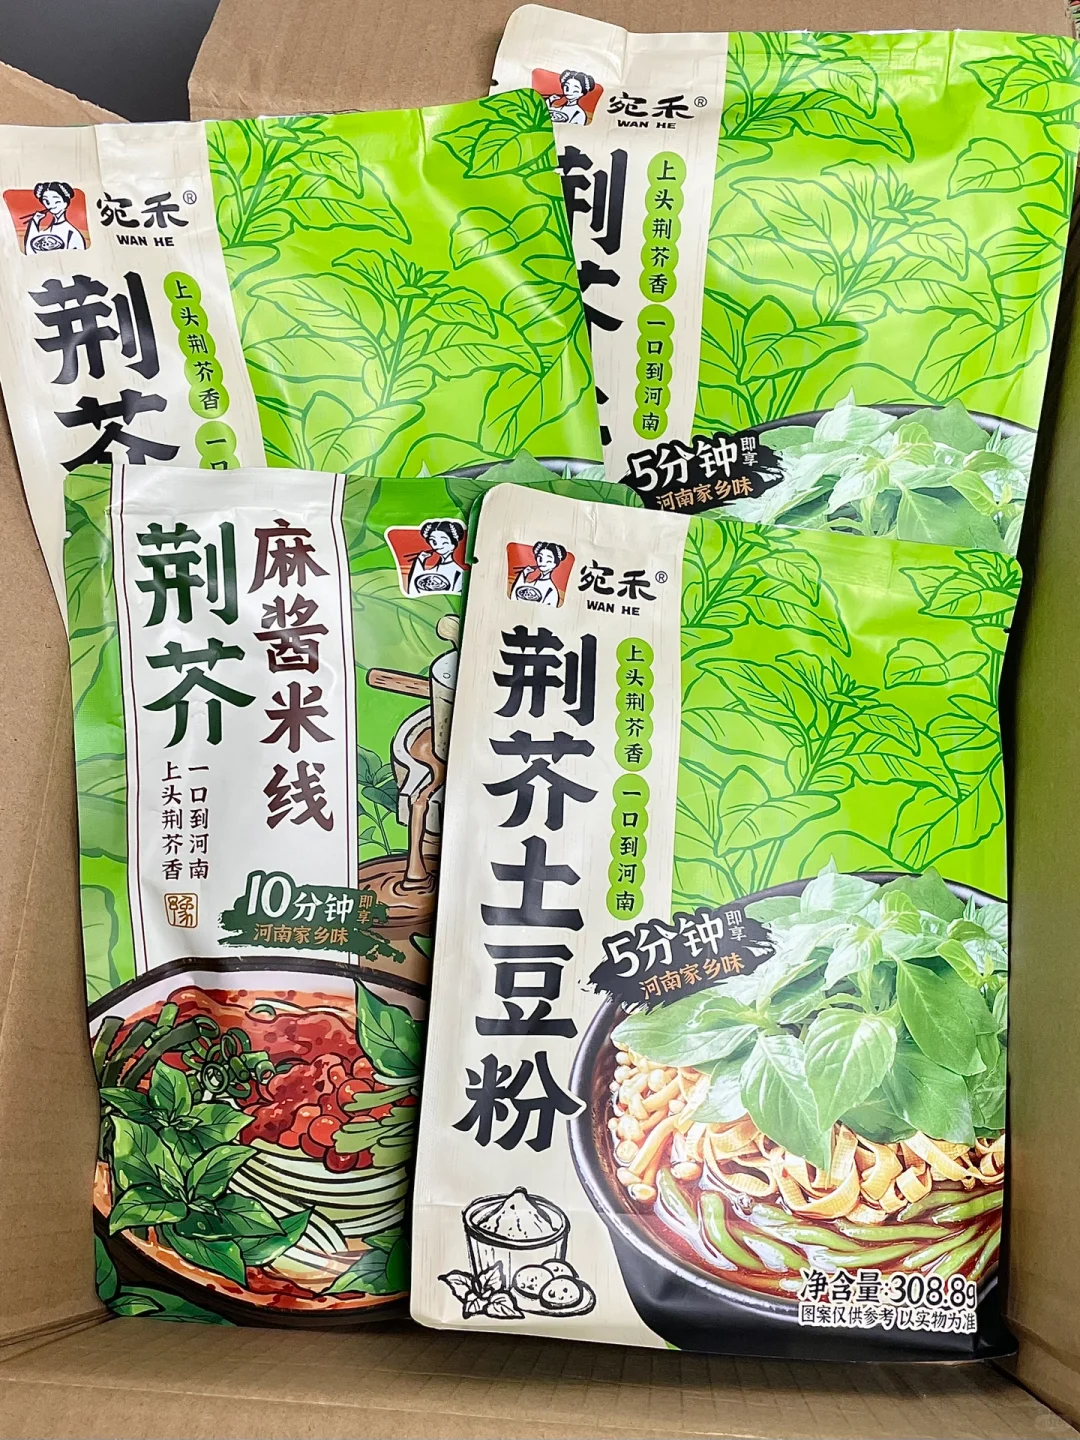 宛禾®
WAN HE
荆芥
上头荆芥香
一口
宛禾®
WAN HE
荆
上头荆芥香
一口到河南
5分钟即享
河南家乡味
荆芥
麻酱米线
一口到河南
上头荆芥香
豫
10分钟即享
河南家乡味
宛禾®
WAN HE
荆芥土豆粉
上头荆芥香
一口到河南
5分钟即享
河南家乡味
净含量:308.8g
图案仅供参考 以实物为准